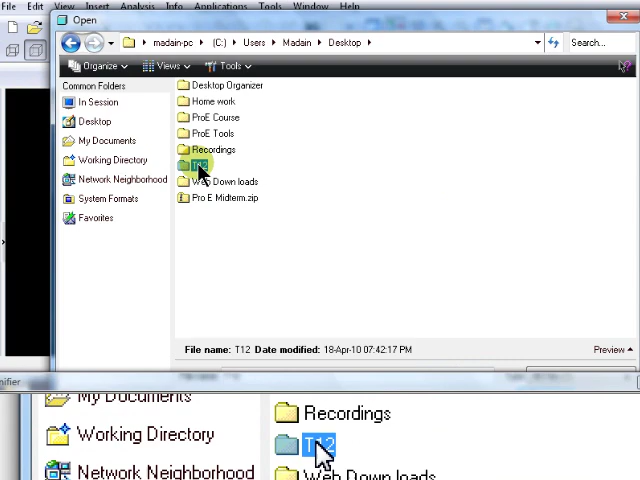 File Edit View Insert Analysis Info Applications Tools Window Help
Open
madain-pc (C:) Users Madain Desktop Search...
Organize Views Tools
Common Folders
In Session
Desktop
My Documents
Working Directory
Network Neighborhood
System Formats
Favorites
Desktop Organizer
Home work
ProE Course
ProE Tools
Recordings
T12
Web Down loads
Pro E Midterm.zip
File name: T12 Date modified: 18-Apr-10 07:42:17 PM Preview
nifier
My Documents
Working Directory
Network Neighborhood
Recordings
T12
Web Down loads